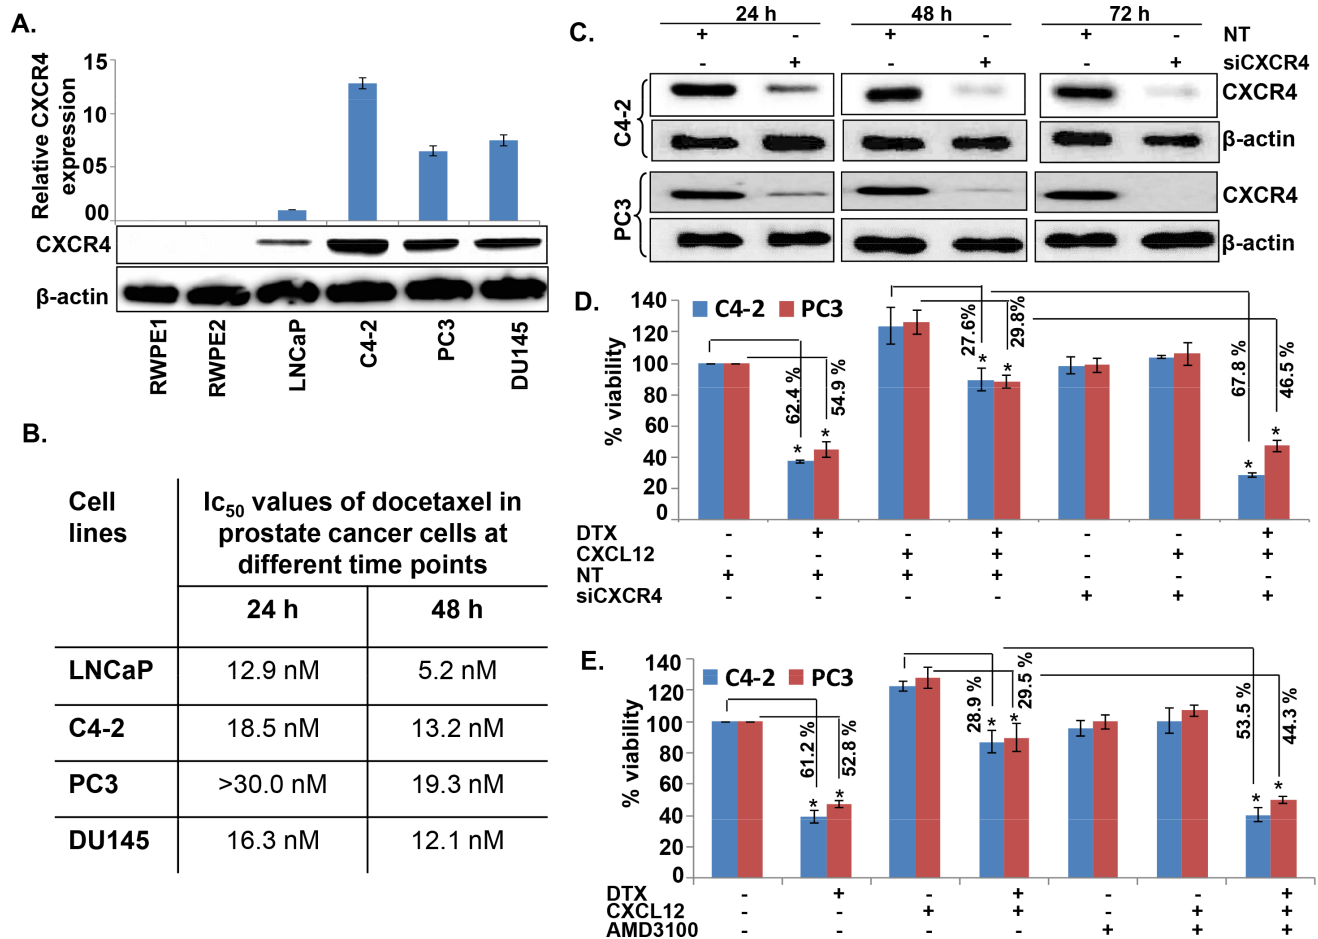 A.
Relative CXCR4
expression
15
10
05
00
CXCR4
β-actin
RWPE1
RWPE2
LNCaP
C4-2
PC3
DU145
B.
Cell
lines
Ic50 values of docetaxel in
prostate cancer cells at
different time points
24 h 48 h
LNCaP 12.9 nM 5.2 nM
C4-2 18.5 nM 13.2 nM
PC3 >30.0 nM 19.3 nM
DU145 16.3 nM 12.1 nM
C.
24 h 48 h 72 h
+ - + - + - NT
- + - + - + siCXCR4
C4-2
CXCR4
β-actin
PC3
CXCR4
β-actin
D.
C4-2 PC3
% viability
140
120
100
80
60
40
20
0
62.4 %
54.9 %
27.6%
29.8%
67.8 %
46.5 %
* * * * * *
DTX - + - + - - +
CXCL12 - - + + - + +
NT + + + + - - -
siCXCR4 - - - - + + +
E.
C4-2 PC3
% viability
140
120
100
80
60
40
20
0
61.2 %
52.8 %
28.9 %
29.5 %
53.5 %
44.3 %
* * * * * *
DTX - + - + - - +
CXCL12 - - + + - + +
AMD3100 - - - - + + +